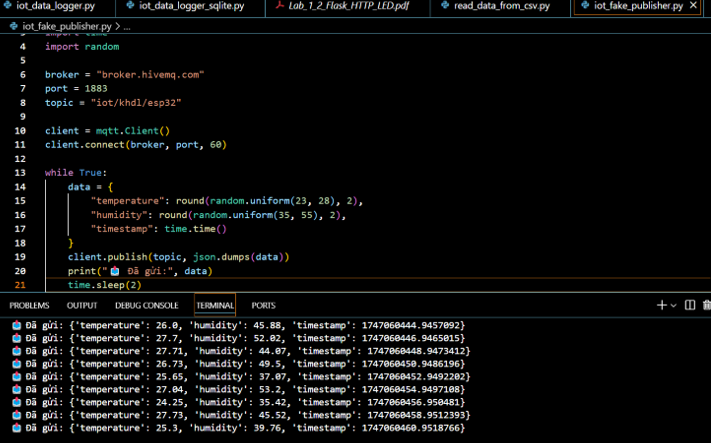 iot_data_logger.py iot_data_logger_sqlite.py Lab_1_2_Flask_HTTP_LED.pdf read_data_from_csv.py iot_fake_publisher.py
iot_fake_publisher.py > ...
3 import time
4 import random
5
6 broker = "broker.hivemq.com"
7 port = 1883
8 topic = "iot/khdl/esp32"
9
10 client = mqtt.Client()
11 client.connect(broker, port, 60)
12
13 while True:
14 data = {
15 "temperature": round(random.uniform(23, 28), 2),
16 "humidity": round(random.uniform(35, 55), 2),
17 "timestamp": time.time()
18 }
19 client.publish(topic, json.dumps(data))
20 print("📤 Đã gửi:", data)
21 time.sleep(2)
PROBLEMS OUTPUT DEBUG CONSOLE TERMINAL PORTS
📤 Đã gửi: {'temperature': 26.0, 'humidity': 45.88, 'timestamp': 1747060444.9457092}
📤 Đã gửi: {'temperature': 27.7, 'humidity': 52.02, 'timestamp': 1747060446.9465015}
📤 Đã gửi: {'temperature': 27.71, 'humidity': 44.07, 'timestamp': 1747060448.9473412}
📤 Đã gửi: {'temperature': 26.73, 'humidity': 49.5, 'timestamp': 1747060450.9486196}
📤 Đã gửi: {'temperature': 25.65, 'humidity': 37.07, 'timestamp': 1747060452.9492202}
📤 Đã gửi: {'temperature': 27.04, 'humidity': 53.2, 'timestamp': 1747060454.9497108}
📤 Đã gửi: {'temperature': 24.25, 'humidity': 35.42, 'timestamp': 1747060456.950481}
📤 Đã gửi: {'temperature': 27.73, 'humidity': 45.52, 'timestamp': 1747060458.9512393}
📤 Đã gửi: {'temperature': 25.3, 'humidity': 39.76, 'timestamp': 1747060460.9518766}